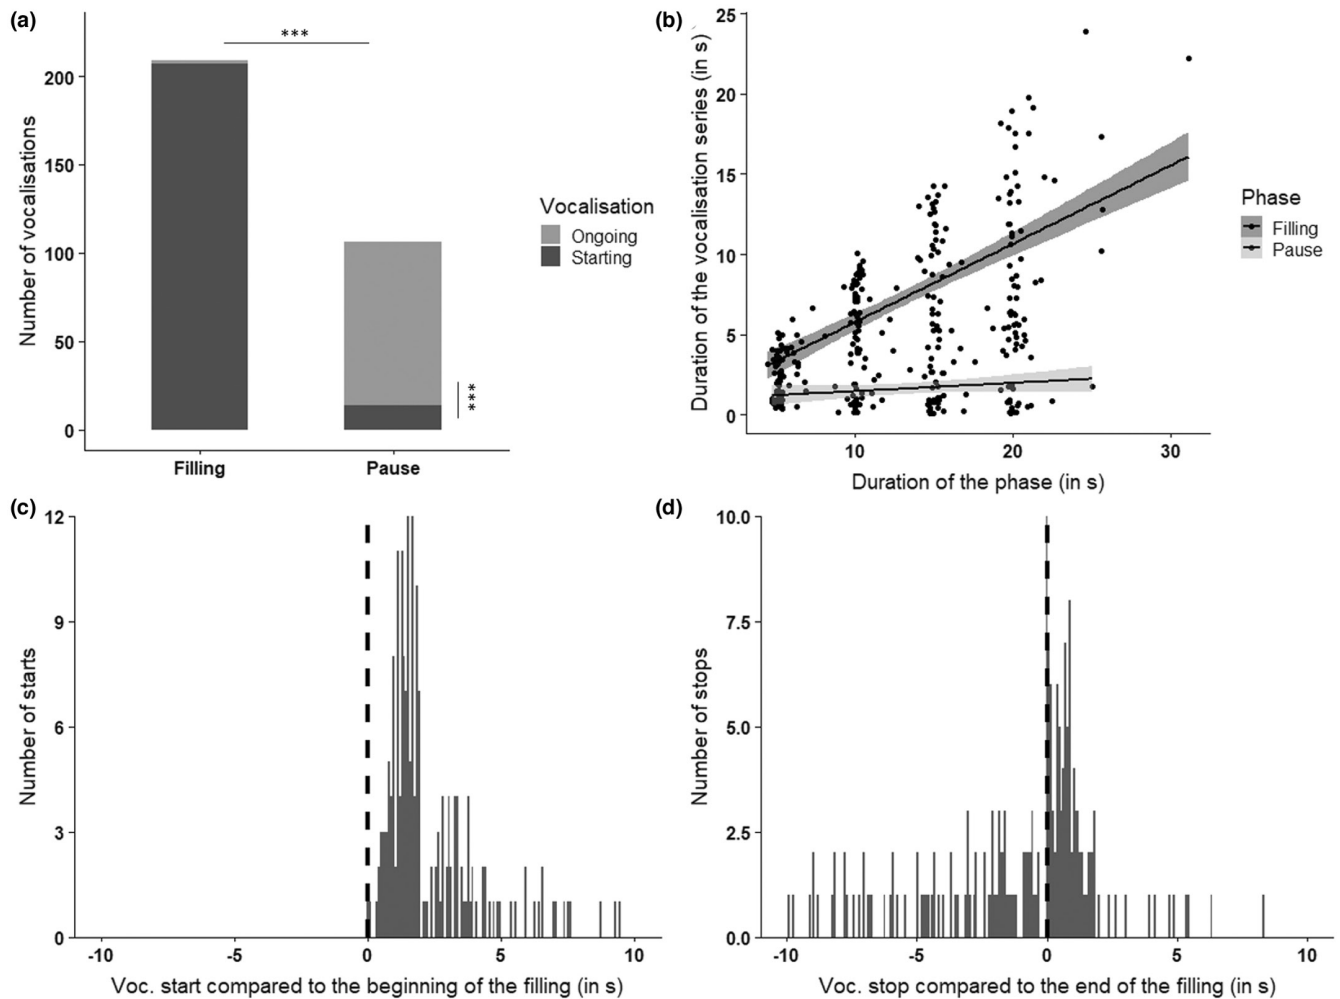 (a)
***
200
150
100
50
0
Number of vocalisations
***
Filling
Pause
Vocalisation
Ongoing
Starting
(b)
25
20
15
10
5
0
Duration of the vocalisation series (in s)
10
20
30
Duration of the phase (in s)
Phase
Filling
Pause
(c)
12
9
6
3
0
Number of starts
-10
-5
0
5
10
Voc. start compared to the beginning of the filling (in s)
(d)
10.0
7.5
5.0
2.5
0.0
Number of stops
-10
-5
0
5
10
Voc. stop compared to the end of the filling (in s)